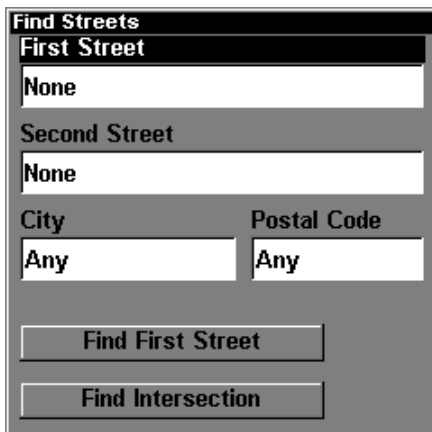 Find Streets
First Street
None
Second Street
None
City Postal Code
Any Any
Find First Street
Find Intersection